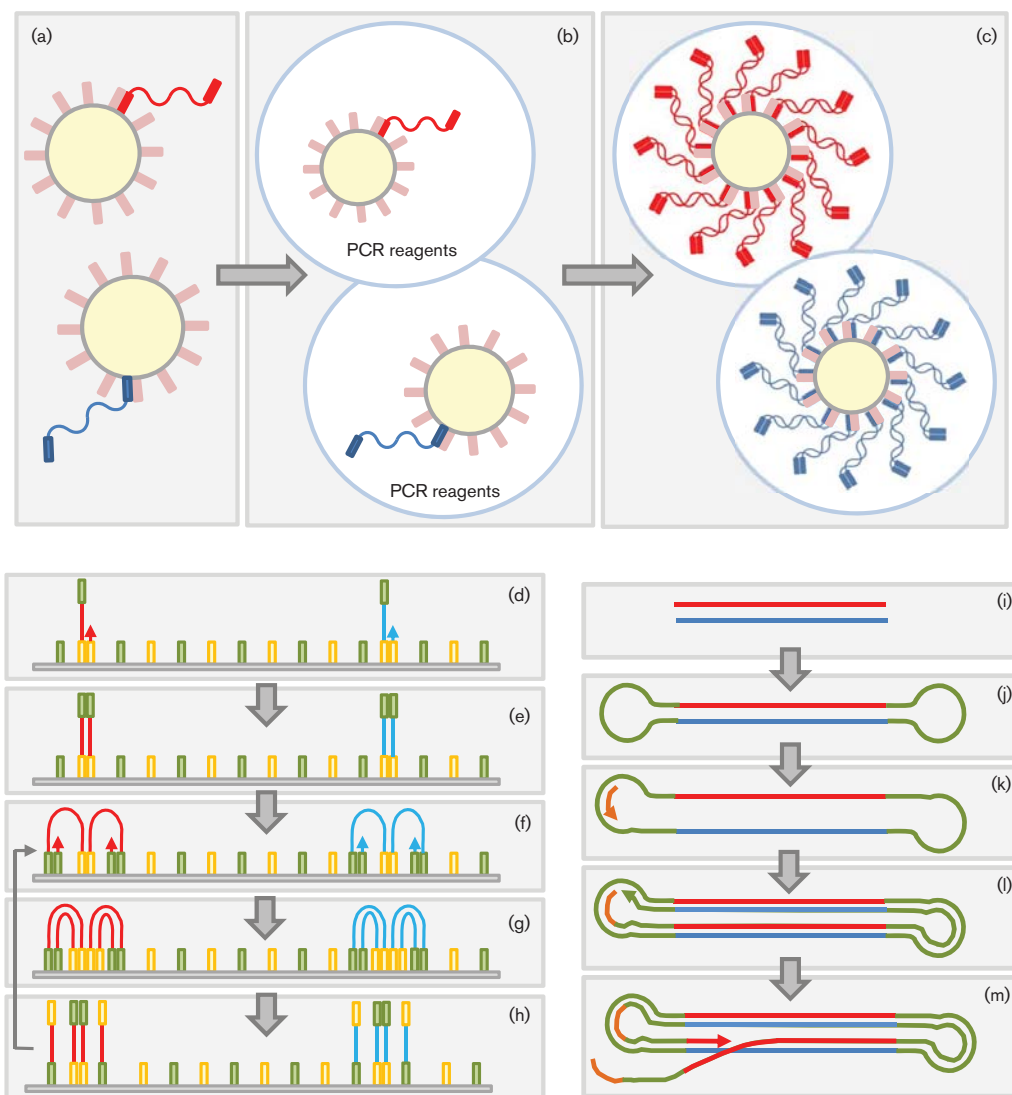 (a)
(b)
(c)
PCR reagents
PCR reagents
(d)
(e)
(f)
(g)
(h)
(i)
(j)
(k)
(l)
(m)